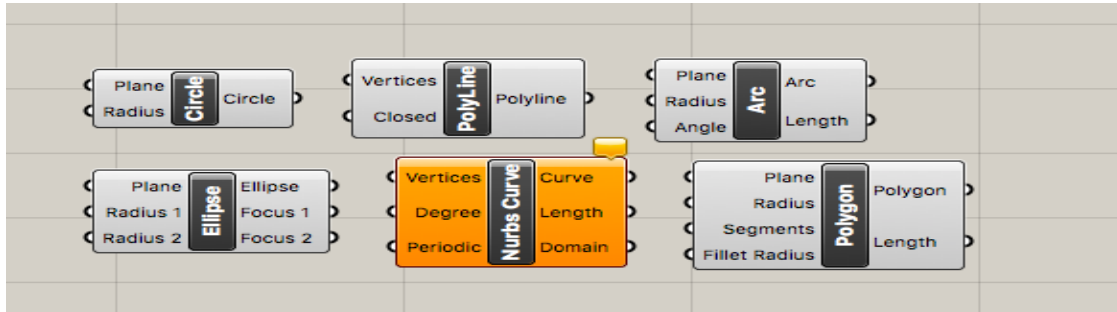 Plane
Radius
Circle
Circle
Vertices
Closed
PolyLine
Polyline
Plane
Radius
Angle
Arc
Arc
Length
Plane
Radius 1
Radius 2
Ellipse
Ellipse
Focus 1
Focus 2
Vertices
Degree
Periodic
Nurbs Curve
Curve
Length
Domain
Plane
Radius
Segments
Fillet Radius
Polygon
Polygon
Length